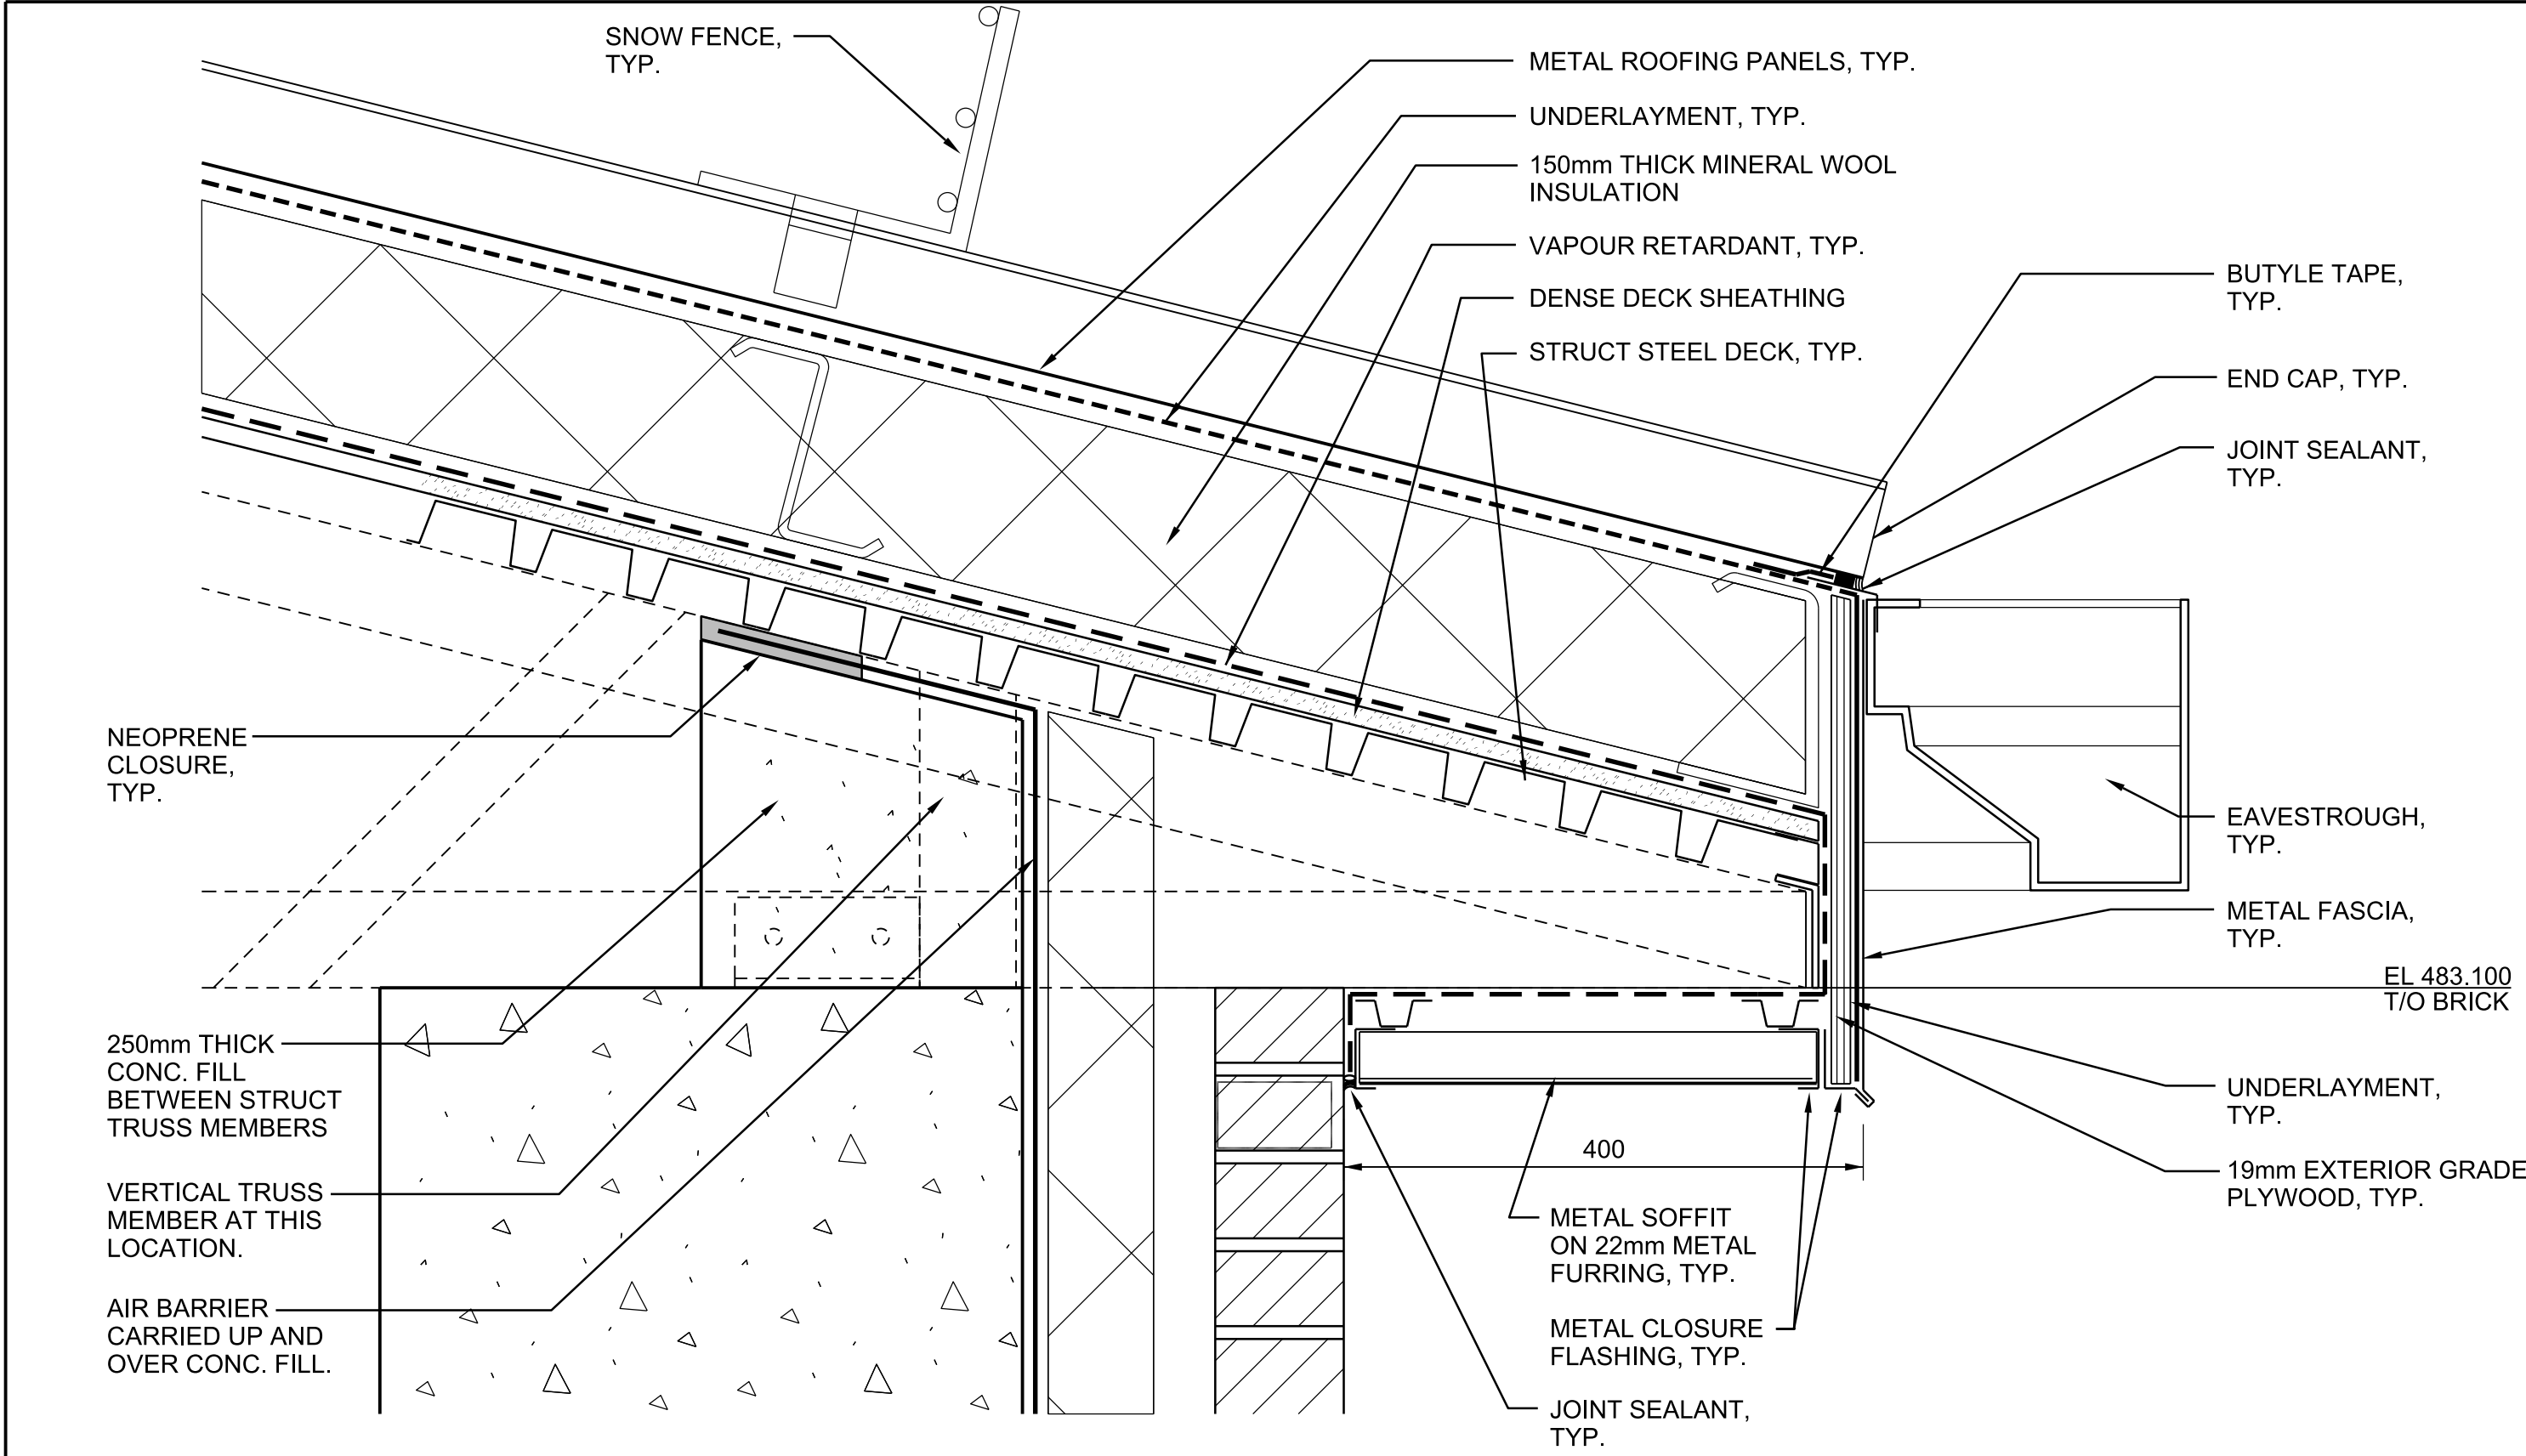 SNOW FENCE,
TYP.
METAL ROOFING PANELS, TYP.
UNDERLAYMENT, TYP.
150mm THICK MINERAL WOOL
INSULATION
VAPOUR RETARDANT, TYP.
DENSE DECK SHEATHING
STRUCT STEEL DECK, TYP.
BUTYLE TAPE,
TYP.
END CAP, TYP.
JOINT SEALANT,
TYP.
NEOPRENE
CLOSURE,
TYP.
EAVESTROUGH,
TYP.
METAL FASCIA,
TYP.
EL 483.100
T/O BRICK
250mm THICK
CONC. FILL
BETWEEN STRUCT
TRUSS MEMBERS
UNDERLAYMENT,
TYP.
400
19mm EXTERIOR GRADE
PLYWOOD, TYP.
VERTICAL TRUSS
MEMBER AT THIS
LOCATION.
METAL SOFFIT
ON 22mm METAL
FURRING, TYP.
AIR BARRIER
CARRIED UP AND
OVER CONC. FILL.
METAL CLOSURE
FLASHING, TYP.
JOINT SEALANT,
TYP.